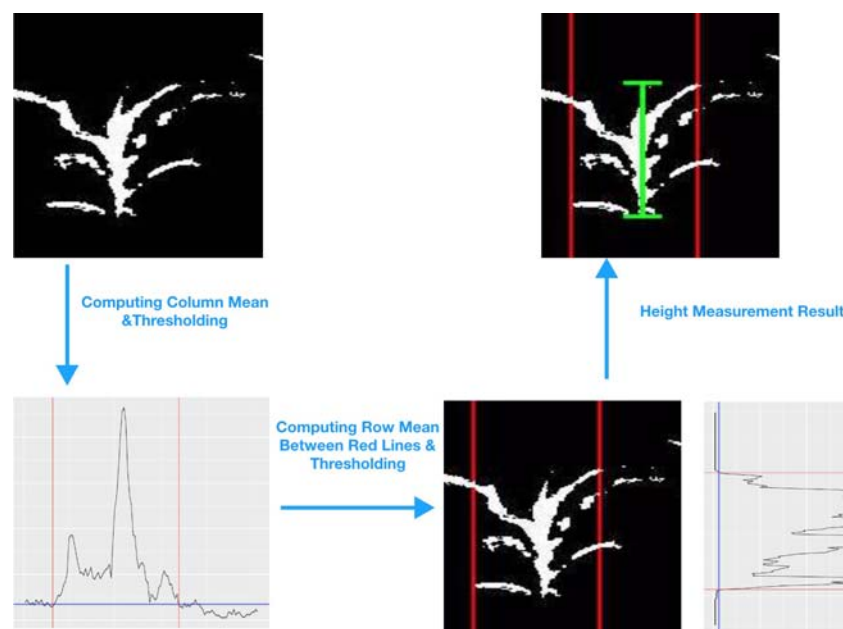 Computing Column Mean
&Thresholding
Height Measurement Result
Computing Row Mean
Between Red Lines &
Thresholding